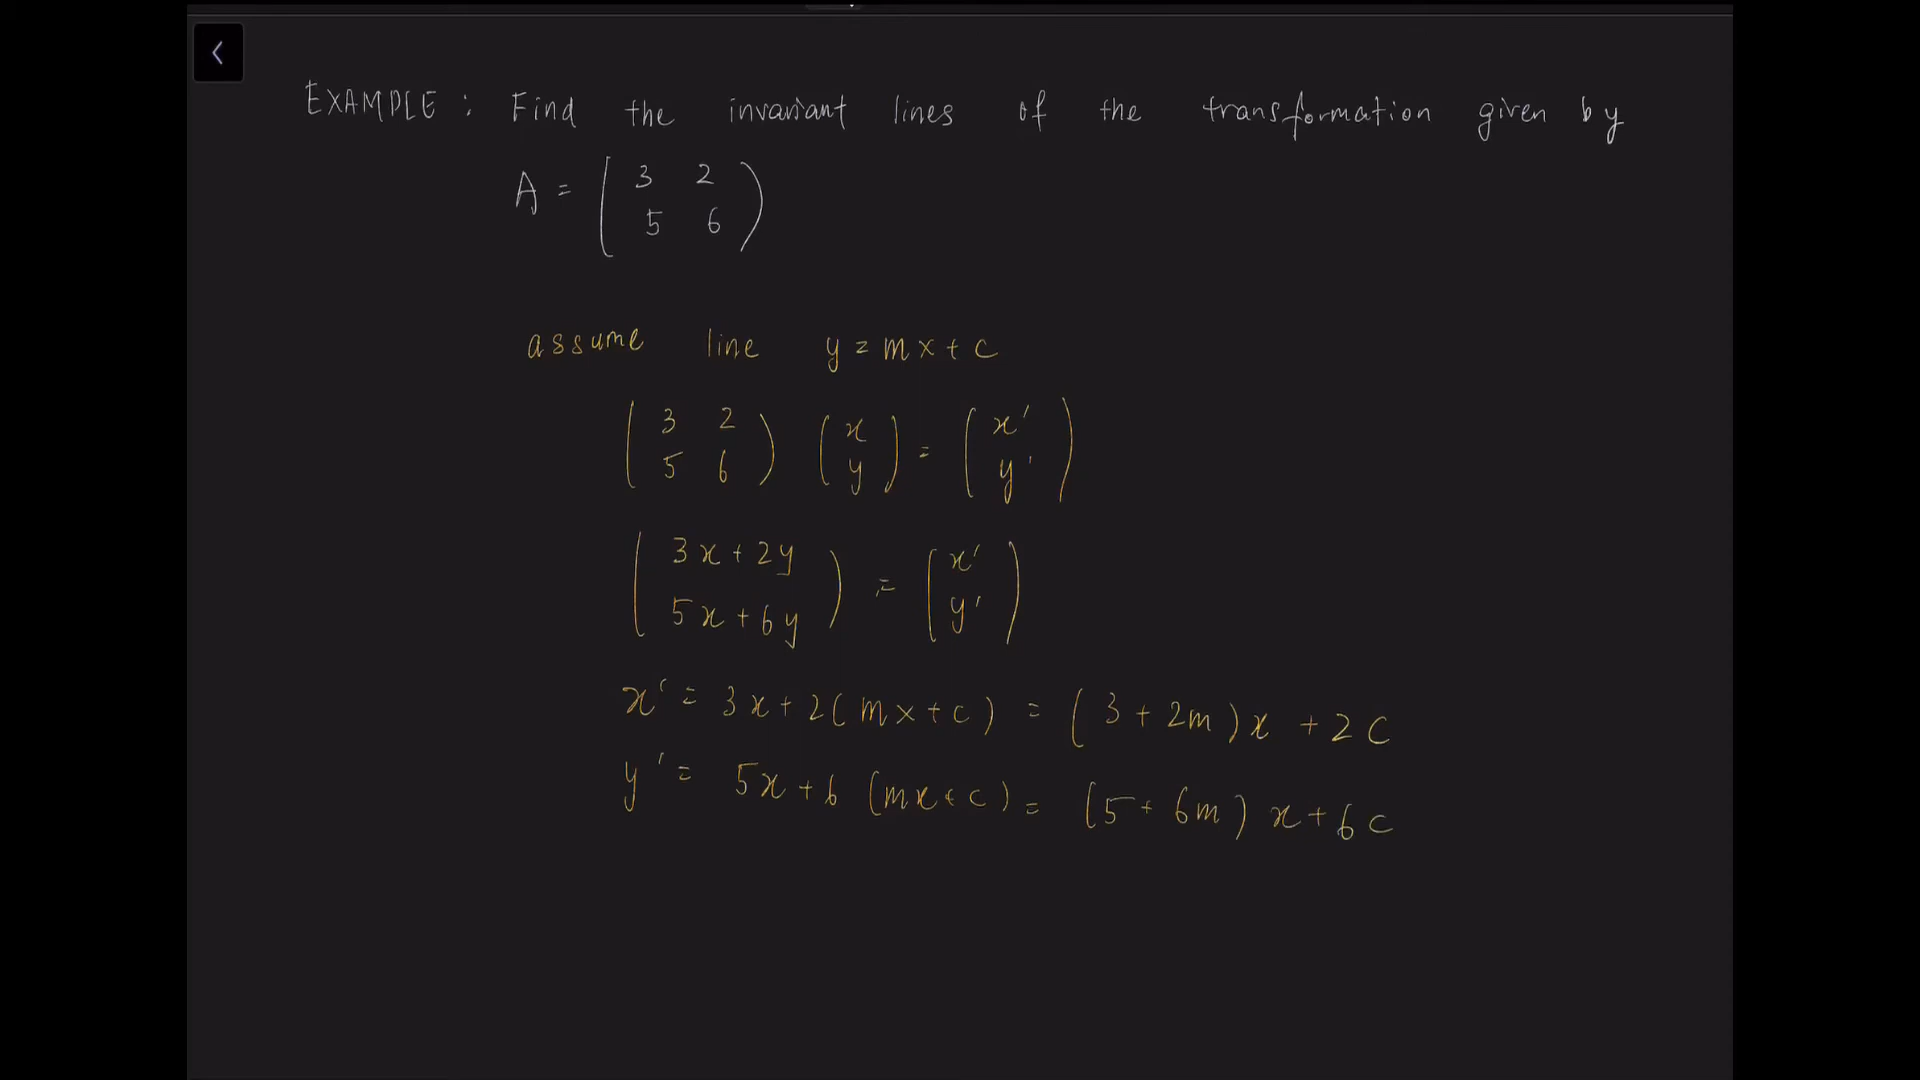 EXAMPLE : Find the invariant lines of the transformation given by
A = ( 3 2
5 6 )
assume line y = mx + c
( 3 2
5 6 ) ( x
y ) = ( x'
y' )
( 3x + 2y
5x + 6y ) = ( x'
y' )
x' = 3x + 2( mx + c ) = ( 3 + 2m ) x + 2c
y' = 5x + 6 (mx + c) = (5 + 6m) x + 6c